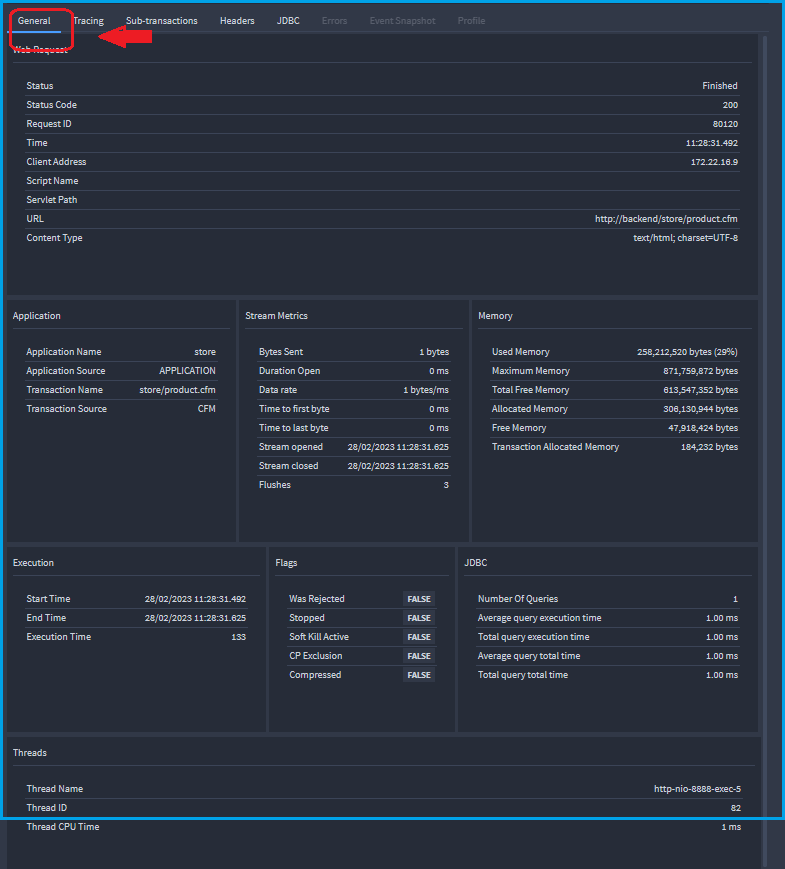 General Tracing Sub-transactions Headers JDBC Errors Event Snapshot Profile
Web Request
Status Finished
Status Code 200
Request ID 80120
Time 11:28:31.492
Client Address 172.22.16.9
Script Name
Servlet Path
URL http://backend/store/product.cfm
Content Type text/html; charset=UTF-8
Application
Application Name store
Application Source APPLICATION
Transaction Name store/product.cfm
Transaction Source CFM
Stream Metrics
Bytes Sent 1 bytes
Duration Open 0 ms
Data rate 1 bytes/ms
Time to first byte 0 ms
Time to last byte 0 ms
Stream opened 28/02/2023 11:28:31.625
Stream closed 28/02/2023 11:28:31.625
Flushes 3
Memory
Used Memory 258,212,520 bytes (29%)
Maximum Memory 871,759,872 bytes
Total Free Memory 613,547,352 bytes
Allocated Memory 306,130,944 bytes
Free Memory 47,918,424 bytes
Transaction Allocated Memory 184,232 bytes
Execution
Start Time 28/02/2023 11:28:31.492
End Time 28/02/2023 11:28:31.625
Execution Time 133
Flags
Was Rejected FALSE
Stopped FALSE
Soft Kill Active FALSE
CP Exclusion FALSE
Compressed FALSE
JDBC
Number Of Queries 1
Average query execution time 1.00 ms
Total query execution time 1.00 ms
Average query total time 1.00 ms
Total query total time 1.00 ms
Threads
Thread Name http-nio-8888-exec-5
Thread ID 82
Thread CPU Time 1 ms